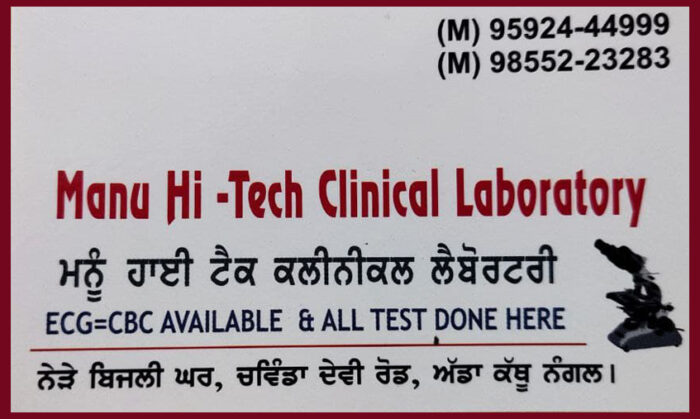 (M) 95924-44999
(M) 98552-23283
Manu Hi -Tech Clinical Laboratory
ਮਨੂੰ ਹਾਈ ਟੈਕ ਕਲੀਨੀਕਲ ਲੈਬੋਰਟਰੀ
ECG=CBC AVAILABLE & ALL TEST DONE HERE
ਨੇੜੇ ਬਿਜਲੀ ਘਰ, ਚਵਿੰਡਾ ਦੇਵੀ ਰੋਡ, ਅੱਡਾ ਕੱਥੂ ਨੰਗਲ।